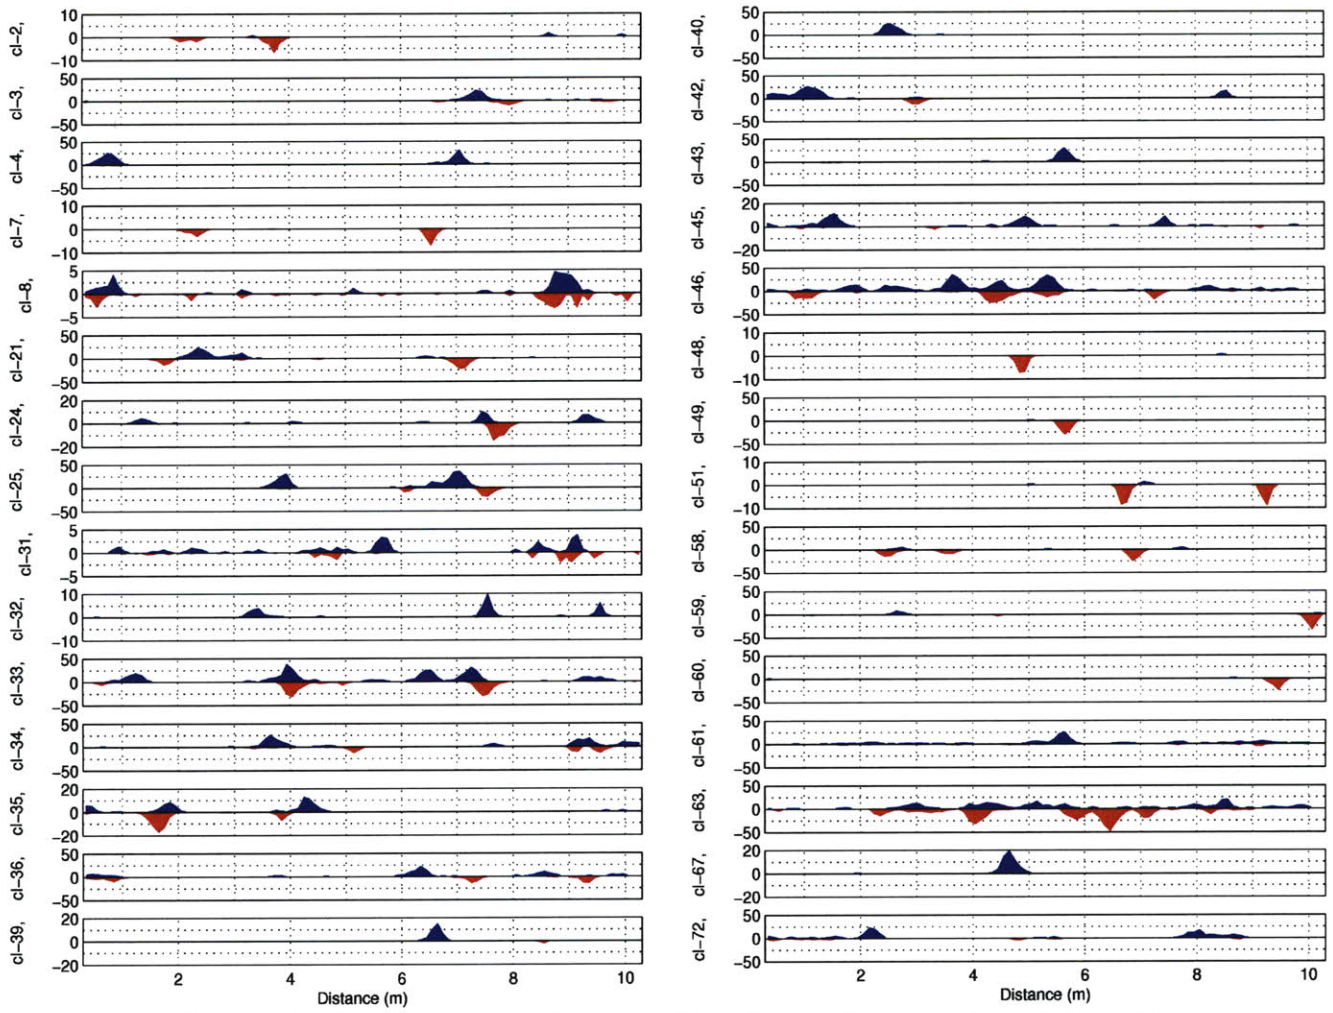 cl-2,
10
0
-10
cl-3,
50
0
-50
cl-4,
50
0
-50
cl-7,
10
0
-10
cl-8,
5
0
-5
cl-21,
50
0
-50
cl-24,
20
0
-20
cl-25,
50
0
-50
cl-31,
5
0
-5
cl-32,
10
0
-10
cl-33,
50
0
-50
cl-34,
50
0
-50
cl-35,
20
0
-20
cl-36,
50
0
-50
cl-39,
20
0
-20
2 4 6 8 10
Distance (m)
cl-40,
50
0
-50
cl-42,
50
0
-50
cl-43,
50
0
-50
cl-45,
20
0
-20
cl-46,
50
0
-50
cl-48,
10
0
-10
cl-49,
50
0
-50
cl-51,
10
0
-10
cl-58,
50
0
-50
cl-59,
50
0
-50
cl-60,
50
0
-50
cl-61,
50
0
-50
cl-63,
50
0
-50
cl-67,
20
0
-20
cl-72,
50
0
-50
2 4 6 8 10
Distance (m)